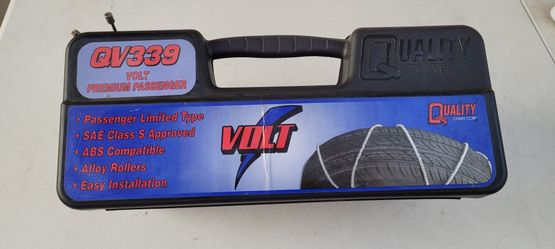 QV339
VOLT
PREMIUM PASSENGER
QUALITY
• Passenger Limited Type
• SAE Class S Approved
• ABS Compatible
• Alloy Rollers
• Easy Installation
VOLT
QUALITY
CHAIN CORP